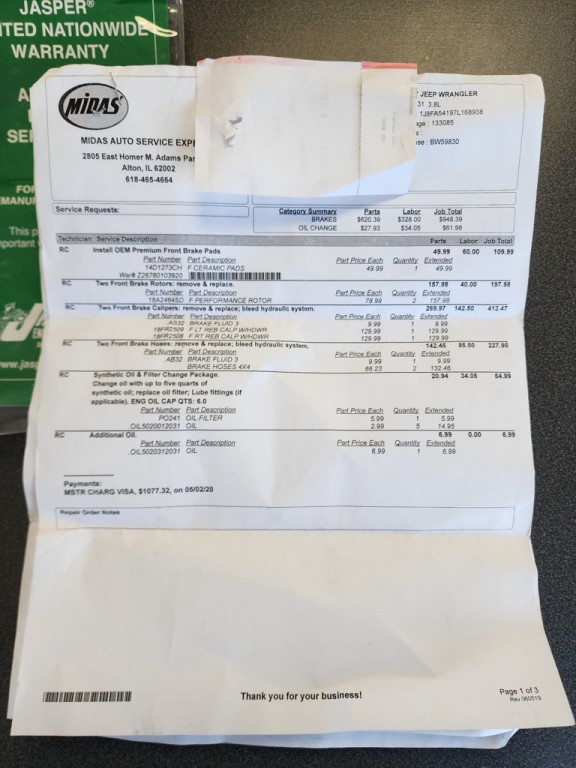 JASPER®
ITED NATIONWIDE
WARRANTY
A
SE
FO
EMANUF
This p
important
J
www.jasp
MIDAS
MIDAS AUTO SERVICE EXPE
2805 East Homer M. Adams Par
Alton, IL 62002
618-465-4664
JEEP WRANGLER
31 3.8L
1J8FA54197L168938
age : 133085
s :
nse : BW59830
Service Requests:
Category Summary Parts Labor Job Total
BRAKES $620.39 $328.00 $948.39
OIL CHANGE $27.93 $34.05 $61.98
Technician Service Description Parts Labor Job Total
RC Install OEM Premium Front Brake Pads 49.99 60.00 109.99
Part Number Part Description Part Price Each Quantity Extended
14D1273CH F CERAMIC PADS 49.99 1 49.99
War# Z26780103920
RC Two Front Brake Rotors: remove & replace. 157.98 40.00 197.98
Part Number Part Description Part Price Each Quantity Extended
18A2464SO F PERFORMANCE ROTOR 78.99 2 157.98
RC Two Front Brake Calipers: remove & replace; bleed hydraulic system. 269.97 142.50 412.47
Part Number Part Description Part Price Each Quantity Extended
AB32 BRAKE FLUID 3 9.99 1 9.99
18FR2509 F LT REB CALP W/HDWR 129.99 1 129.99
18FR2508 F RT REB CALP W/HDWR 129.99 1 129.99
RC Two Front Brake Hoses: remove & replace; bleed hydraulic system. 142.45 85.50 227.95
Part Number Part Description Part Price Each Quantity Extended
AB32 BRAKE FLUID 3 9.99 1 9.99
BRAKE HOSES 4X4 66.23 2 132.46
RC Synthetic Oil & Filter Change Package. 20.94 34.05 54.99
Change oil with up to five quarts of
synthetic oil; replace oil filter; Lube fittings (if
applicable). ENG OIL CAP QTS: 6.0
Part Number Part Description Part Price Each Quantity Extended
PO241 OIL FILTER 5.99 1 5.99
OIL5020012031 OIL 2.99 5 14.95
RC Additional Oil. 6.99 0.00 6.99
Part Number Part Description Part Price Each Quantity Extended
OIL5020312031 OIL 6.99 1 6.99
Payments:
MSTR CHARG VISA, $1077.32, on 05/02/20
Repair Order Notes
Thank you for your business!
Page 1 of 3
Rev 060519